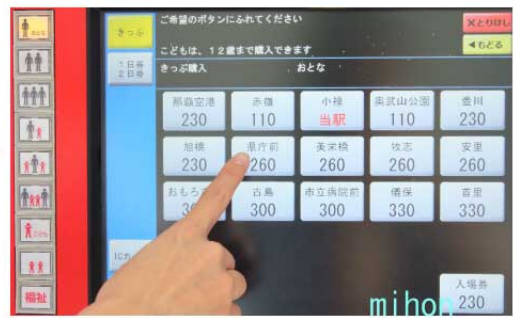 おとな
きっぷ
ご希望のボタンにふれてください
×とりけし
こどもは、12歳まで購入できます
◀もどる
1日券
2日券
きっぷ購入 おとな
那覇空港 赤嶺 小禄 奥武山公園 壺川
230 110 当駅 110 230
旭橋 県庁前 美栄橋 牧志 安里
230 260 260 260 260
おもろ 古島 市立病院前 儀保 首里
300 300 330 330
こども
福祉
入場券
230
mihon